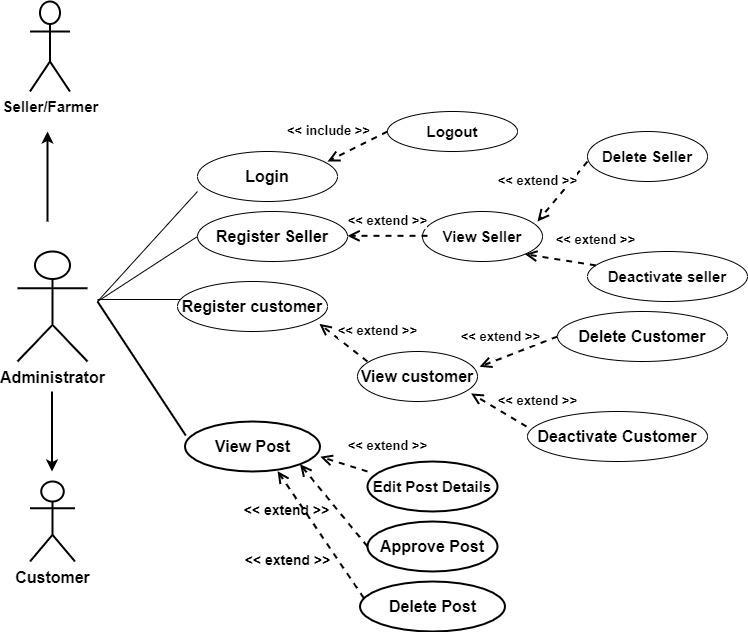 Seller/Farmer
<< include >>
Logout
Delete Seller
Login
<< extend >>
<< extend >>
Register Seller
View Seller
<< extend >>
Deactivate seller
Register customer
<< extend >>
<< extend >>
Delete Customer
Administrator
View customer
<< extend >>
Deactivate Customer
View Post
<< extend >>
Edit Post Details
<< extend >>
Approve Post
<< extend >>
Customer
Delete Post